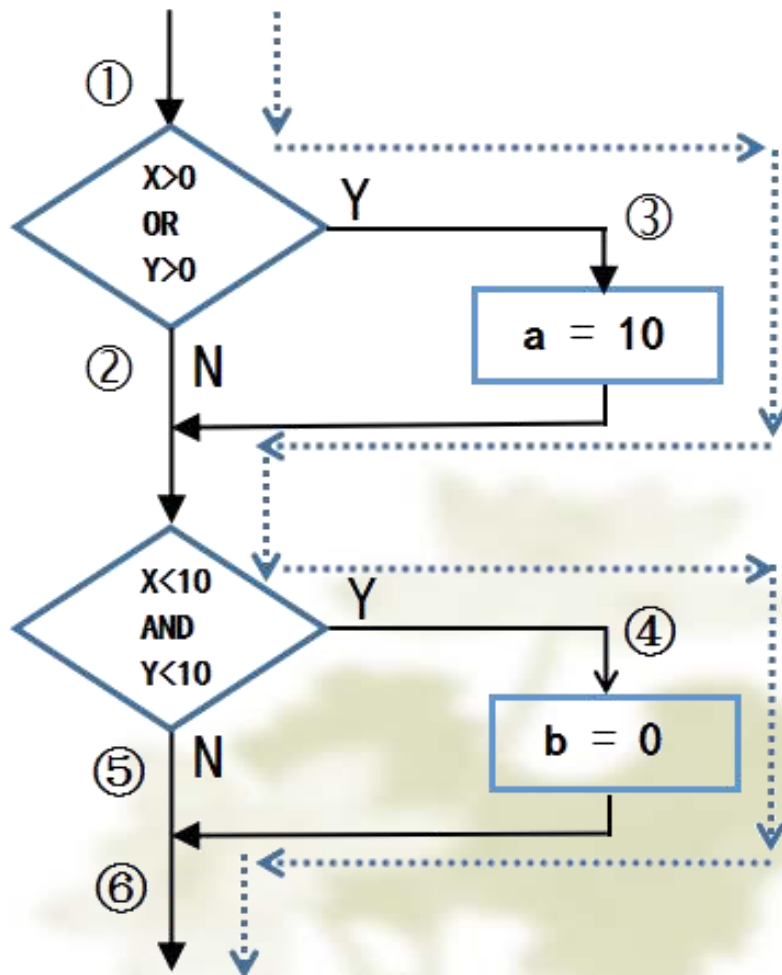 ①
X>0
OR
Y>0
Y
③
a = 10
②
N
X<10
AND
Y<10
Y
④
b = 0
⑤
N
⑥